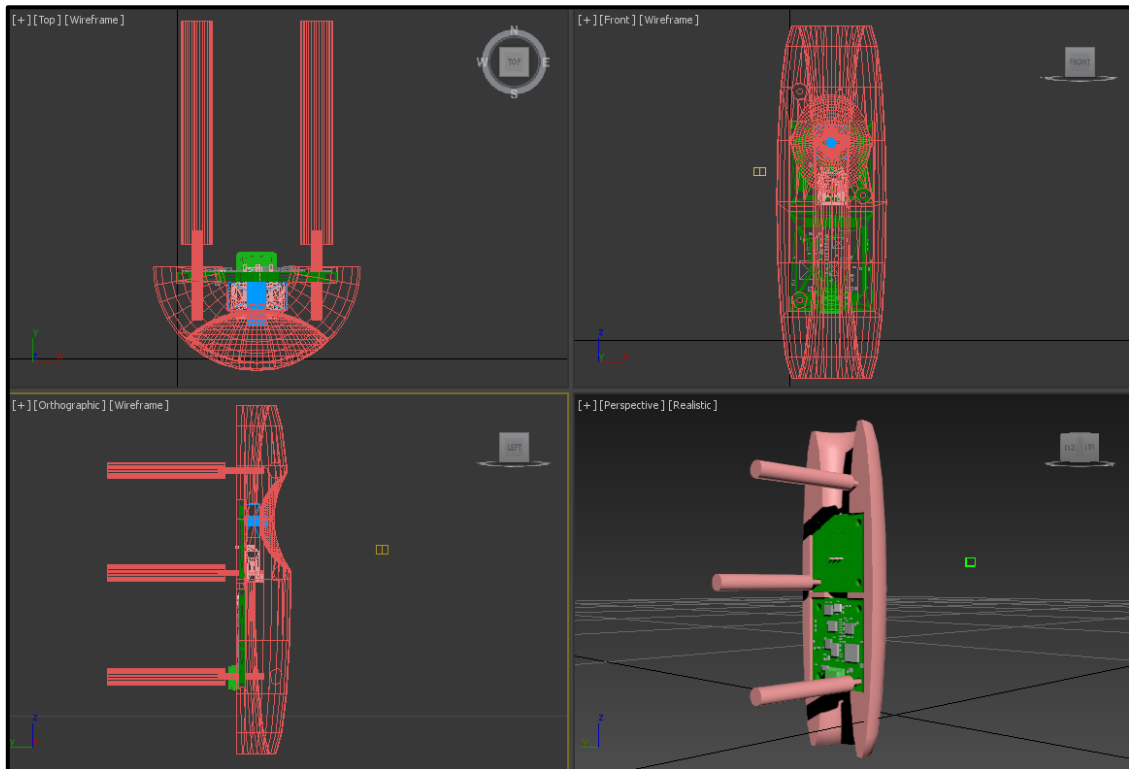 [+] [Top] [Wireframe]
N
W
TOP
E
S
y
z
x
[+] [Front] [Wireframe]
FRONT
z
y
x
[+] [Orthographic] [Wireframe]
LEFT
z
y
[+] [Perspective] [Realistic]
z